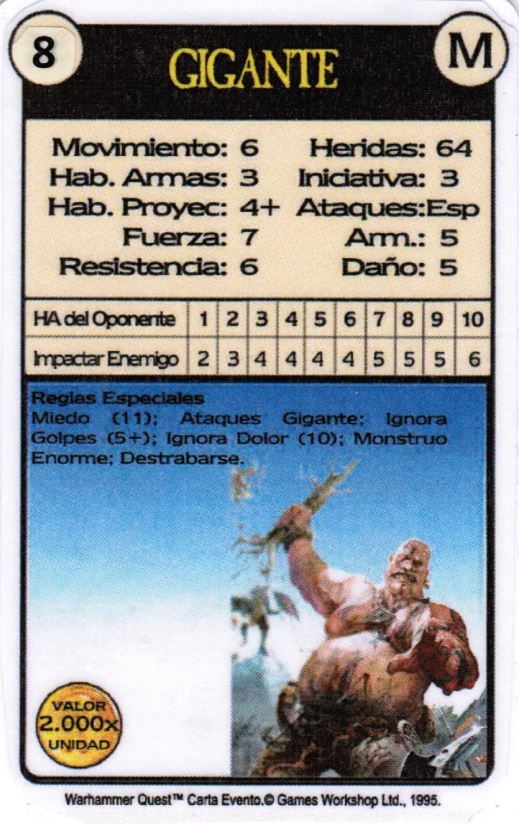 8
GIGANTE
M
Movimiento: 6 Heridas: 64
Hab. Armas: 3 Iniciativa: 3
Hab. Proyec: 4+ Ataques:Esp
Fuerza: 7 Arm.: 5
Resistencia: 6 Daño: 5
HA del Oponente 1 2 3 4 5 6 7 8 9 10
Impactar Enemigo 2 3 4 4 4 4 5 5 5 6
Reglas Especiales
Miedo (11); Ataques Gigante; Ignora
Golpes (5+); Ignora Dolor (10); Monstruo
Enorme; Destrabarse.
VALOR
2.000x
UNIDAD
Warhammer Quest™ Carta Evento.© Games Workshop Ltd., 1995.